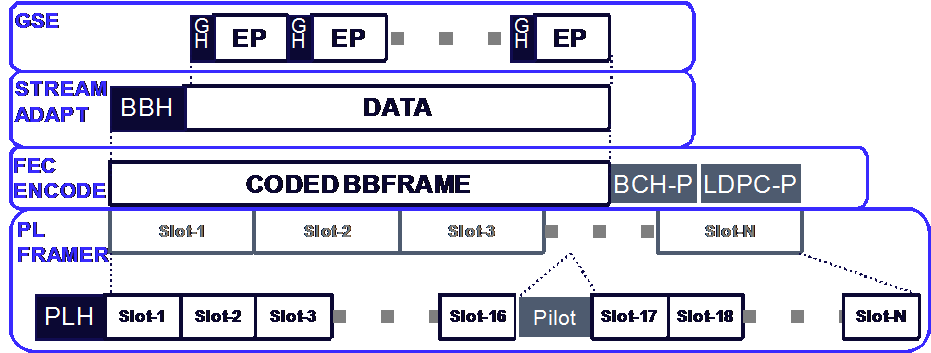 GSE
GH EP GH EP GH EP
STREAM
ADAPT
BBH DATA
FEC
ENCODE
CODED BBFRAME BCH-P LDPC-P
PL
FRAMER
Slot-1 Slot-2 Slot-3 Slot-N
PLH Slot-1 Slot-2 Slot-3 Slot-16 Pilot Slot-17 Slot-18 Slot-N